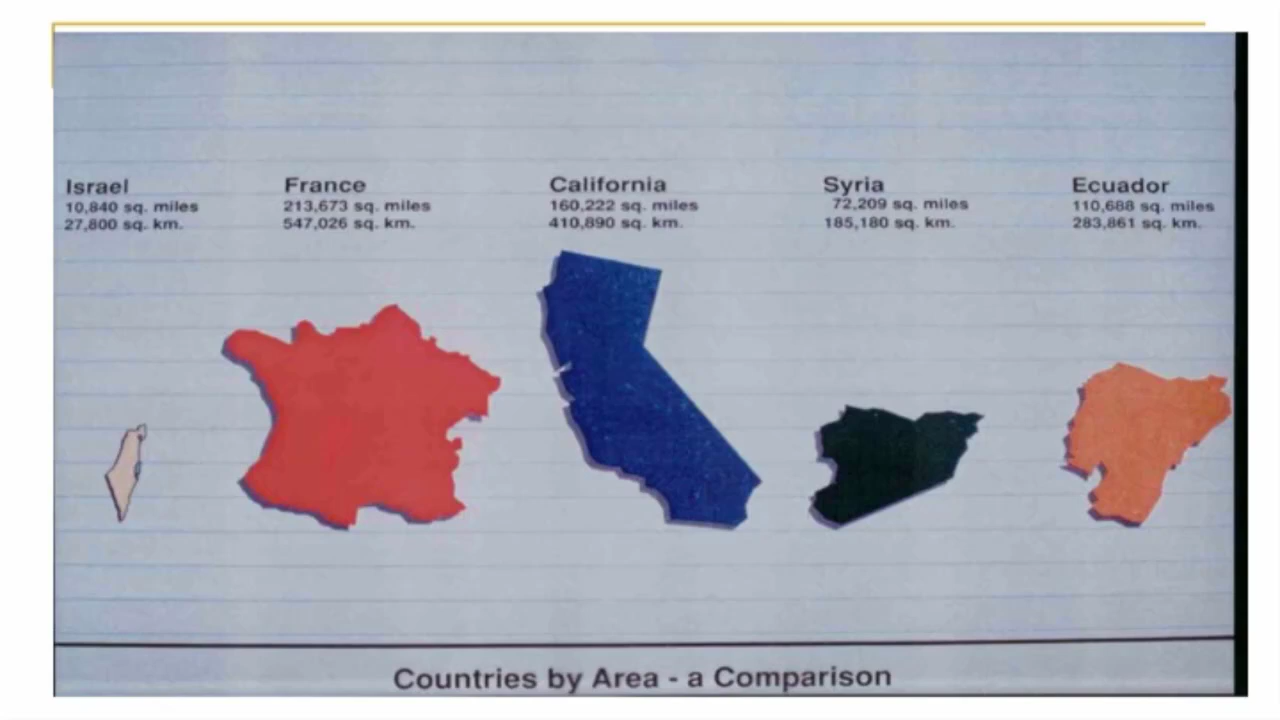 Israel
10,840 sq. miles
27,800 sq. km.
France
213,673 sq. miles
547,026 sq. km.
California
160,222 sq. miles
410,890 sq. km.
Syria
72,209 sq. miles
185,180 sq. km.
Ecuador
110,688 sq. miles
283,861 sq. km.
Countries by Area - a Comparison